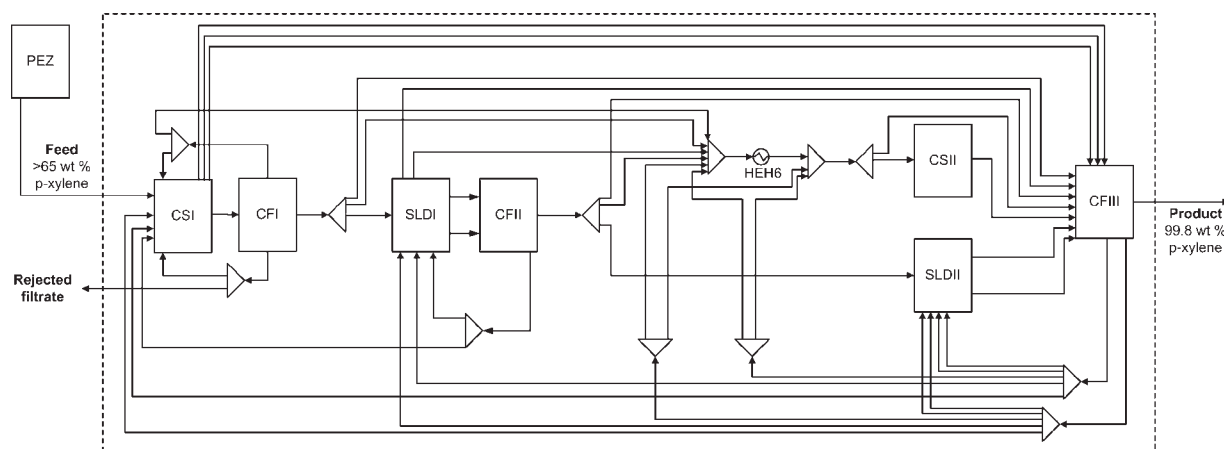 PEZ
Feed
>65 wt %
p-xylene
CSI
CFI
SLDI
CFII
HEH6
CSII
SLDII
CFIII
Product
99.8 wt %
p-xylene
Rejected
filtrate